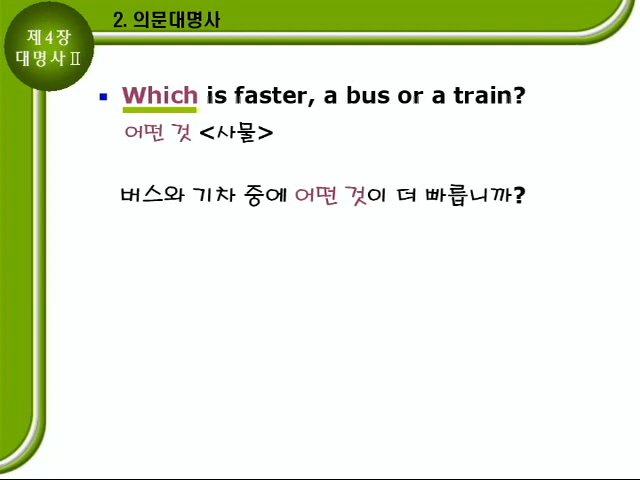 제4장
대명사Ⅱ
2. 의문대명사
Which is faster, a bus or a train?
어떤 것 <사물>
버스와 기차 중에 어떤 것이 더 빠릅니까?